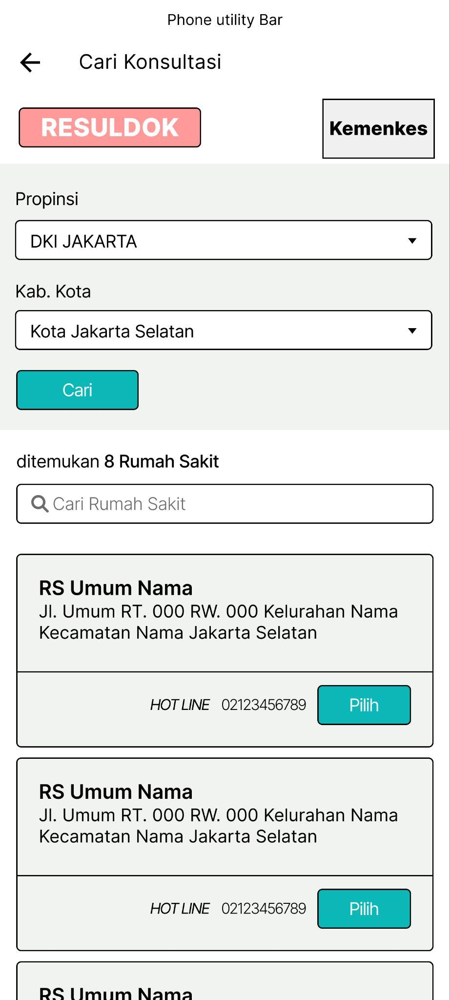 Phone utility Bar
Cari Konsultasi
RESULDOK
Kemenkes
Propinsi
DKI JAKARTA
Kab. Kota
Kota Jakarta Selatan
Cari
ditemukan 8 Rumah Sakit
Cari Rumah Sakit
RS Umum Nama
Jl. Umum RT. 000 RW. 000 Kelurahan Nama
Kecamatan Nama Jakarta Selatan
HOT LINE 02123456789 Pilih
RS Umum Nama
Jl. Umum RT. 000 RW. 000 Kelurahan Nama
Kecamatan Nama Jakarta Selatan
HOT LINE 02123456789 Pilih
RS Umum Nama